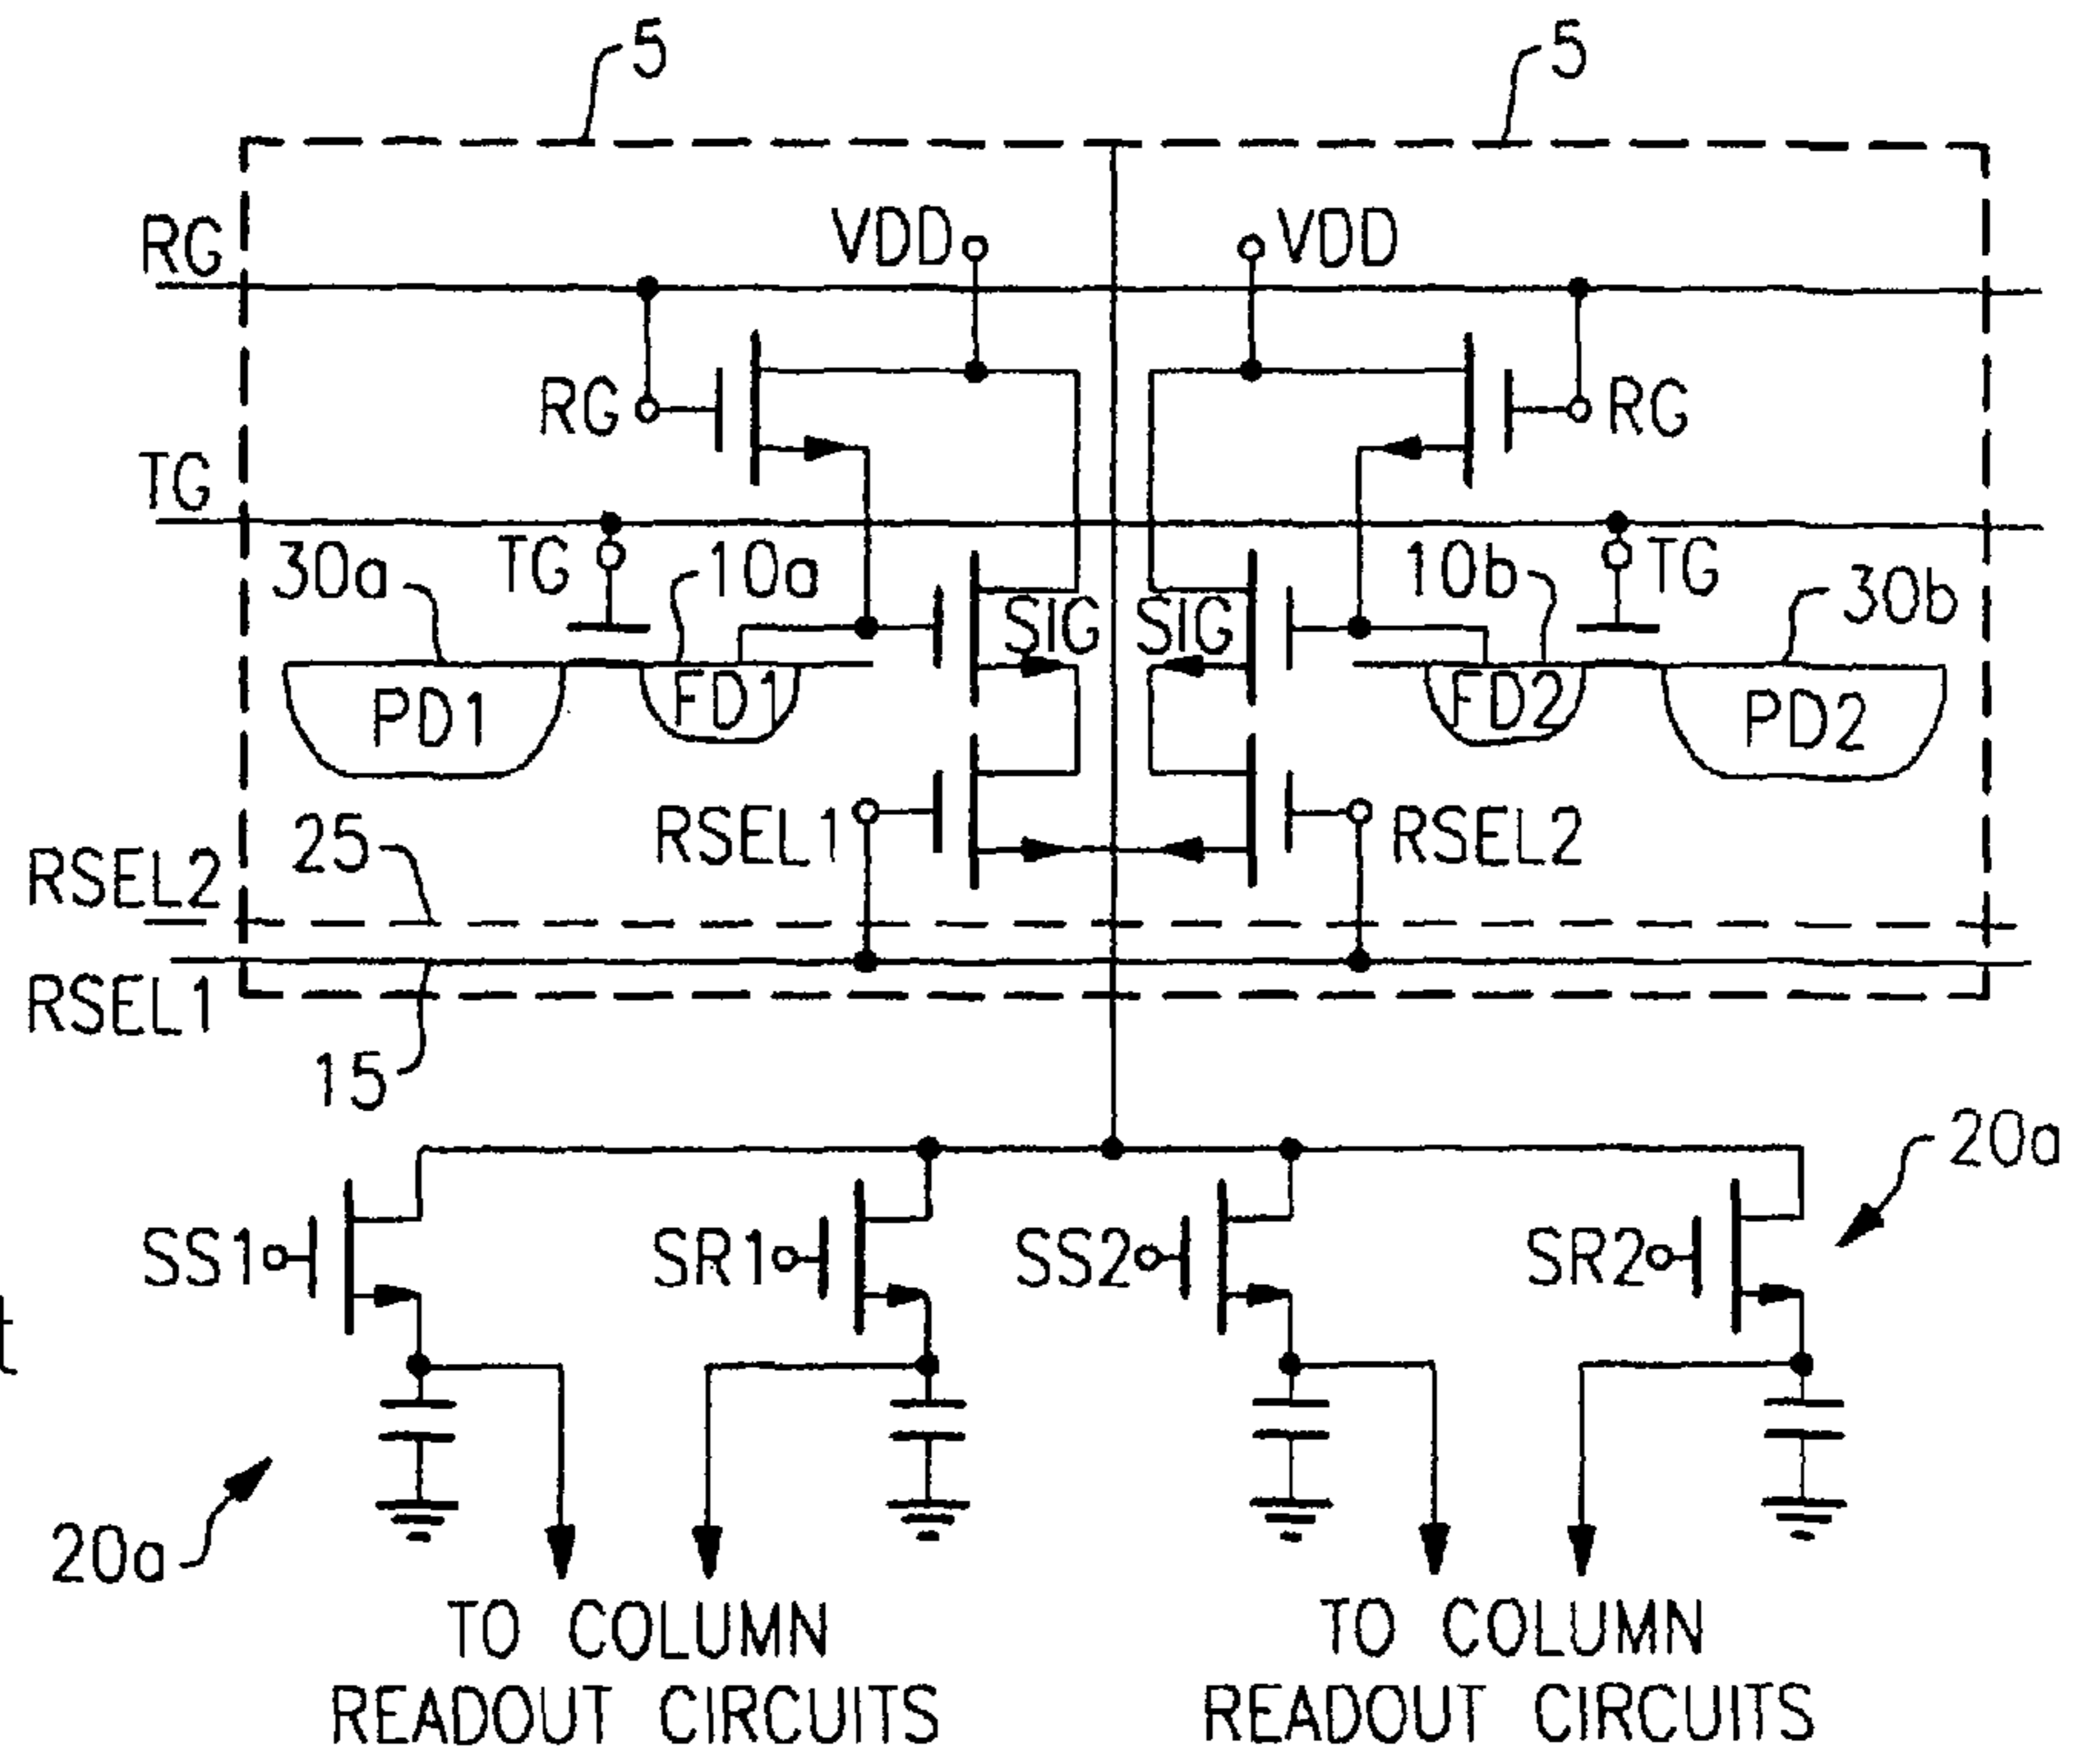 5 5
RG VDD VDD
RG RG
TG
30a TG 10a SIG SIG 10b TG 30b
PD1 FD1 FD2 PD2
RSEL1 RSEL2
RSEL2 25
RSEL1
15
20a
SS1 SR1 SS2 SR2
20a
TO COLUMN TO COLUMN
READOUT CIRCUITS READOUT CIRCUITS